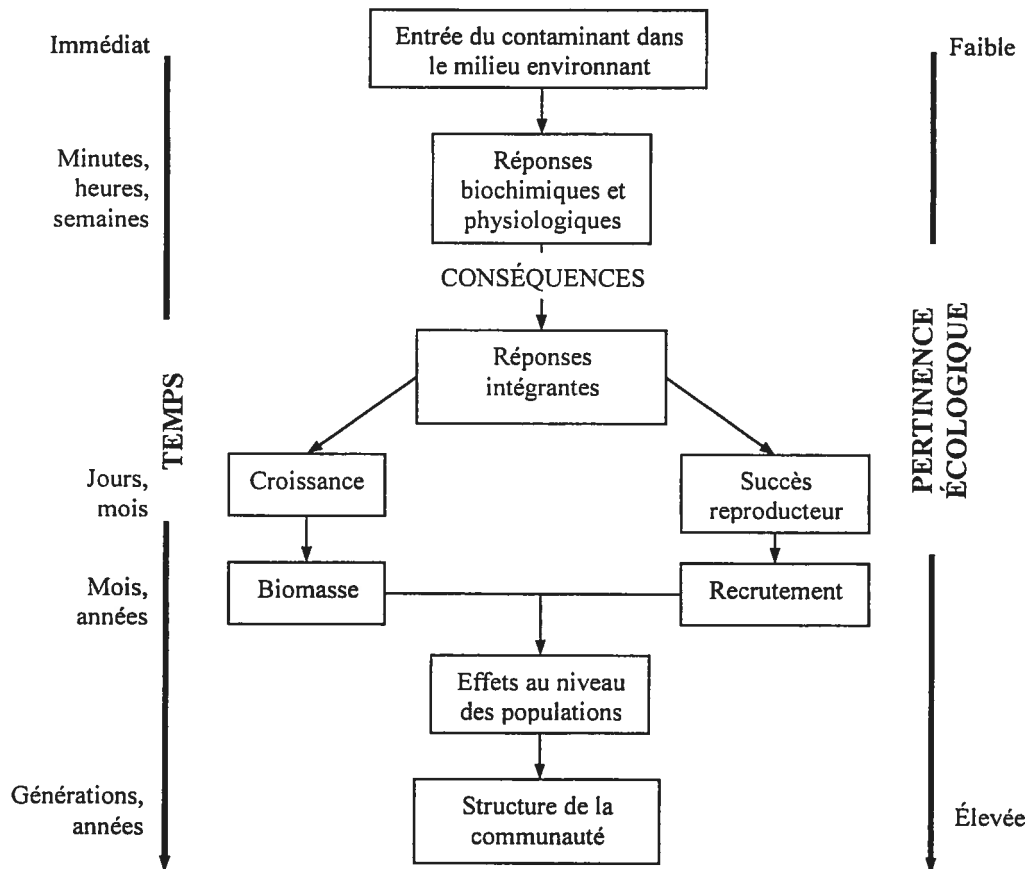 Immédiat
Entrée du contaminant dans
le milieu environnant
Faible
Minutes,
heures,
semaines
Réponses
biochimiques et
physiologiques
CONSÉQUENCES
Réponses
intégrantes
TEMPS
PERTINENCE
ÉCOLOGIQUE
Jours,
mois
Croissance
Succès
reproducteur
Mois,
années
Biomasse
Recrutement
Effets au niveau
des populations
Générations,
années
Structure de la
communauté
Élevée